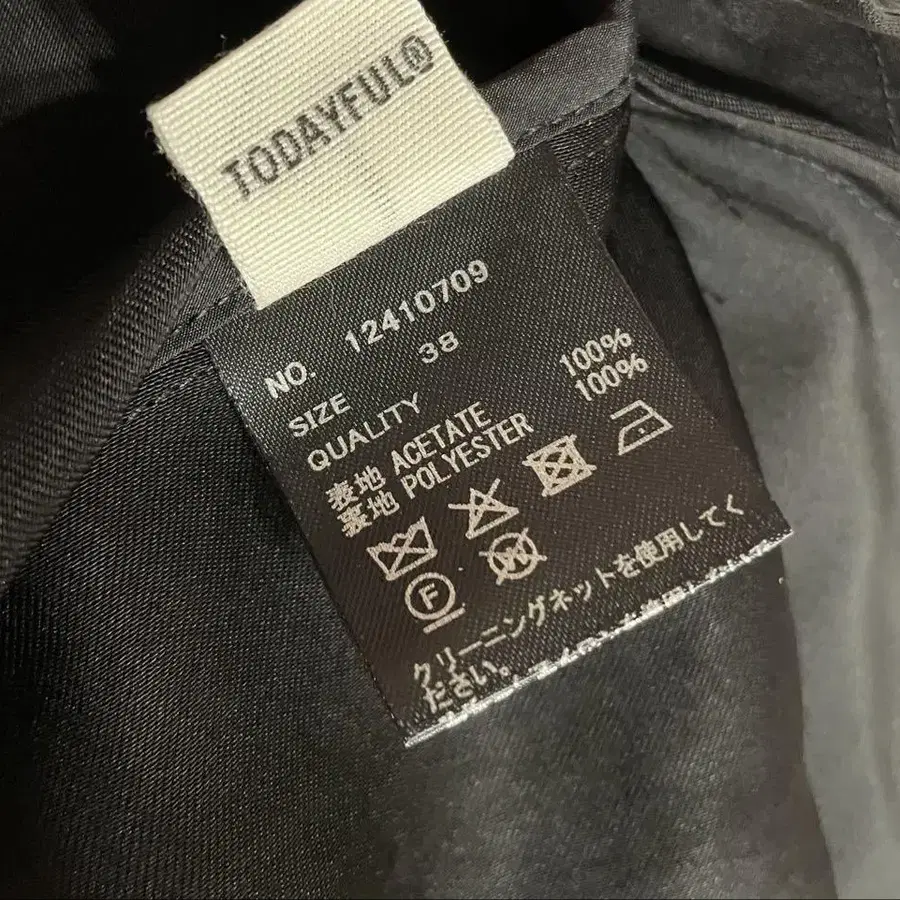 TODAYFUL®
NO. 12410709
SIZE 38
QUALITY
表地 ACETATE 100%
裏地 POLYESTER 100%
F W
クリーニングネットを使用してく
ださい。